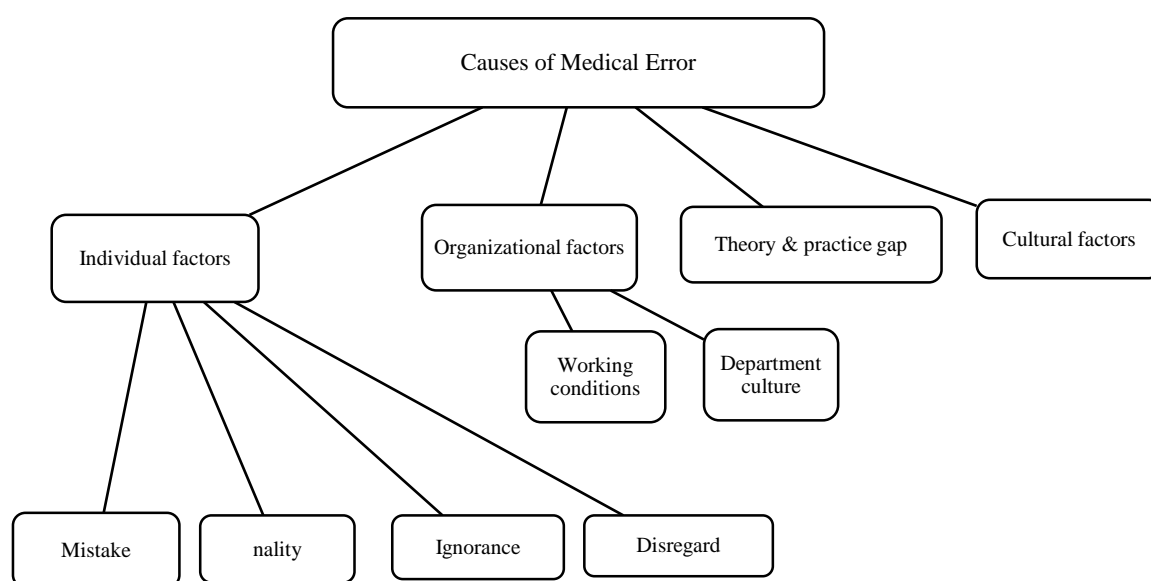 Causes of Medical Error
Individual factors
Organizational factors
Theory & practice gap
Cultural factors
Working
conditions
Department
culture
Mistake
nality
Ignorance
Disregard